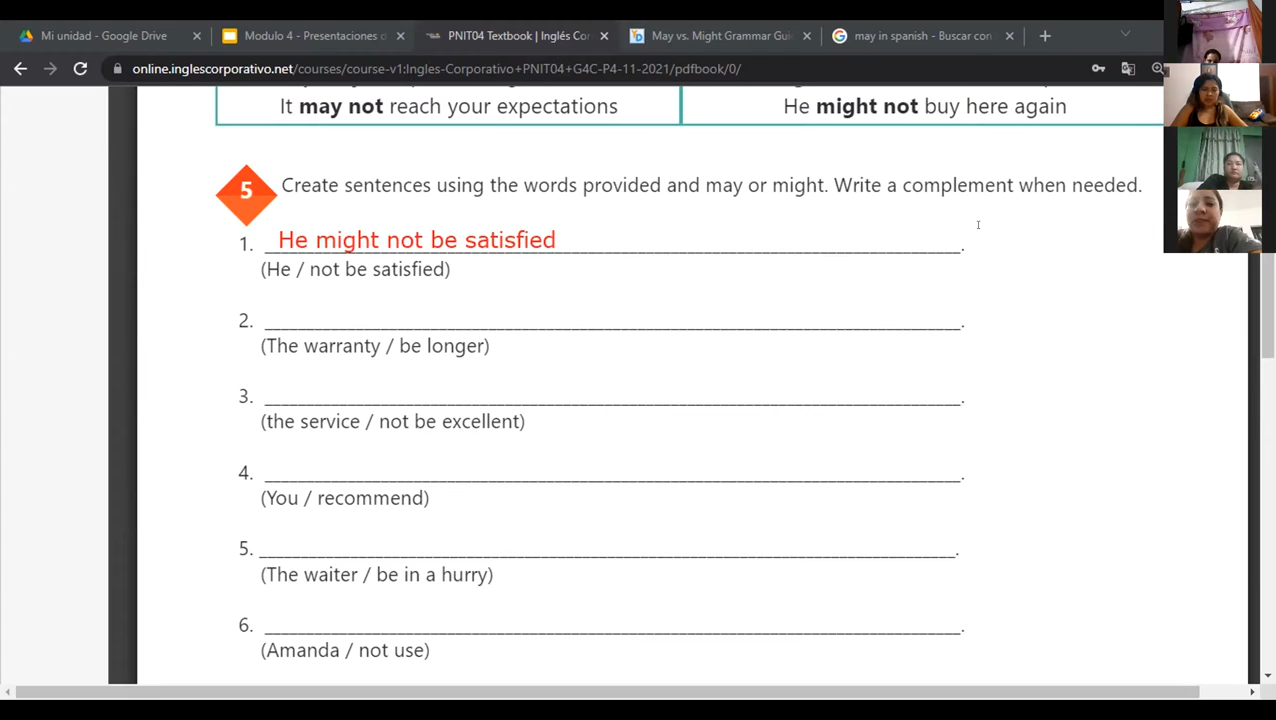 Mi unidad - Google Drive
Modulo 4 - Presentaciones d
PNIT04 Textbook | Inglés Co
May vs. Might Grammar Gui
may in spanish - Buscar con
online.inglescorporativo.net/courses/course-v1:Ingles-Corporativo+PNIT04+G4C-P4-11-2021/pdfbook/0/
It may not reach your expectations
He might not buy here again
5 Create sentences using the words provided and may or might. Write a complement when needed.
1. He might not be satisfied.
(He / not be satisfied)
2. .
(The warranty / be longer)
3. .
(the service / not be excellent)
4. .
(You / recommend)
5. .
(The waiter / be in a hurry)
6. .
(Amanda / not use)